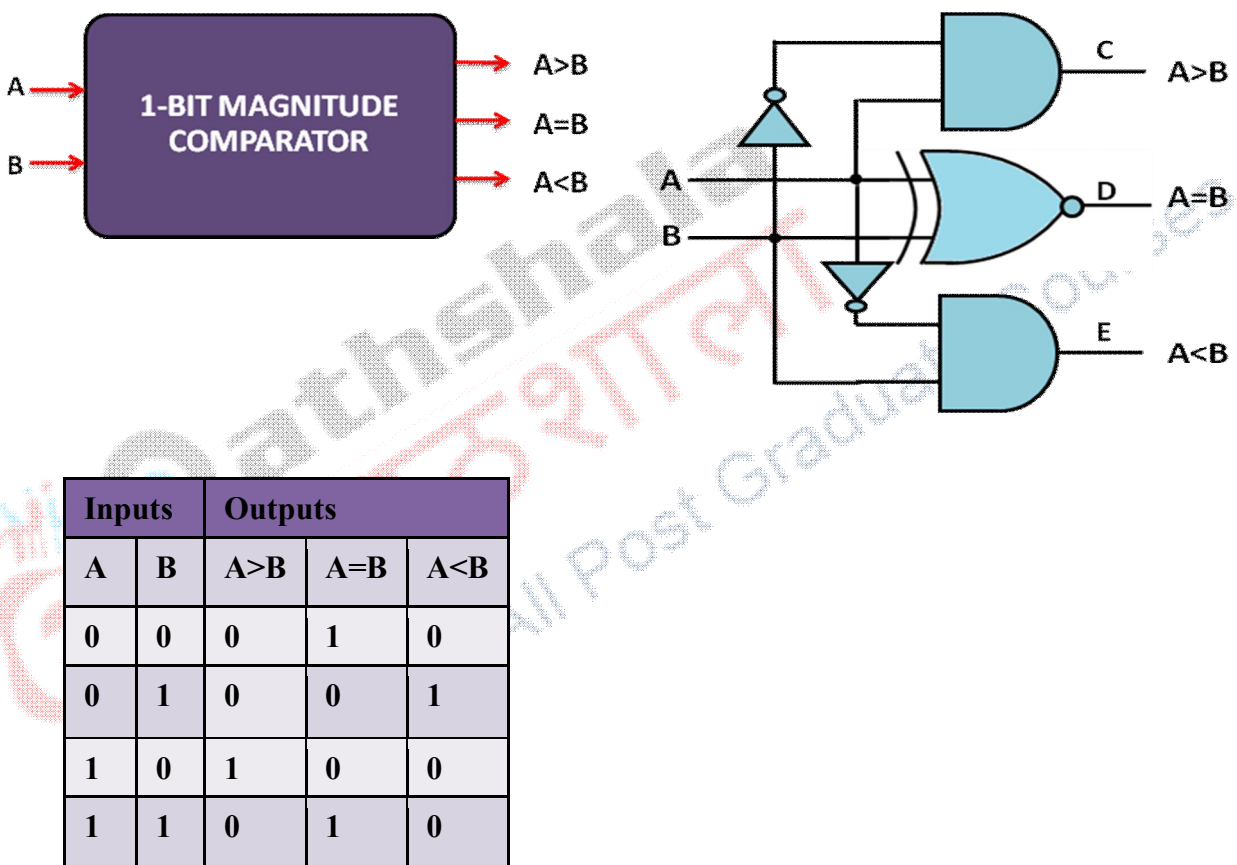 A
B
1-BIT MAGNITUDE
COMPARATOR
A>B
A=B
A<B
A
B
C
A>B
D
A=B
E
A<B
Inputs Outputs
A B A>B A=B A<B
0 0 0 1 0
0 1 0 0 1
1 0 1 0 0
1 1 0 1 0
athshala
पाठशाला
All Post Graduate Courses